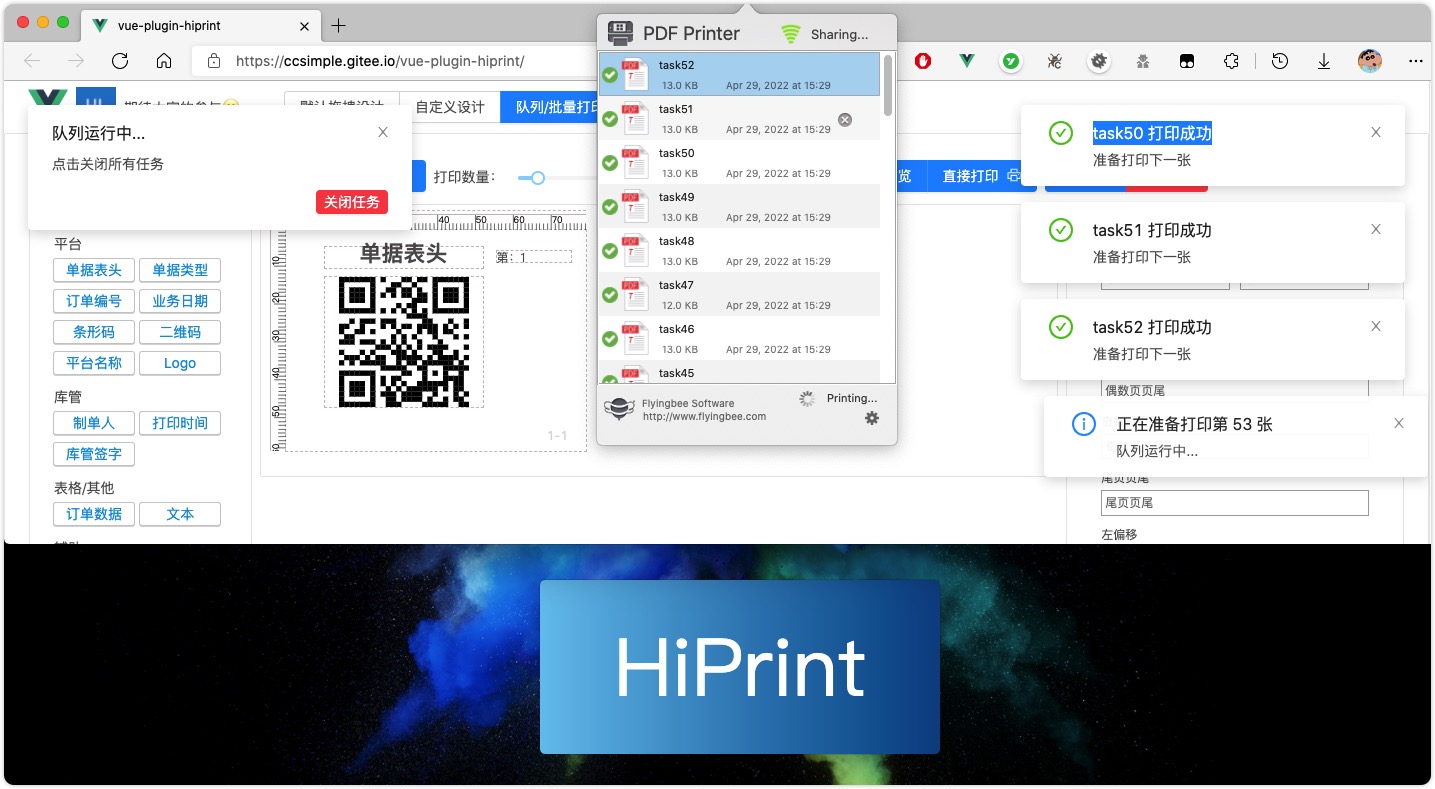 vue-plugin-hiprint
https://ccsimple.gitee.io/vue-plugin-hiprint/
PDF Printer
Sharing...
task52
13.0 KB Apr 29, 2022 at 15:29
task51
13.0 KB Apr 29, 2022 at 15:29
task50
13.0 KB Apr 29, 2022 at 15:29
task49
13.0 KB Apr 29, 2022 at 15:29
task48
13.0 KB Apr 29, 2022 at 15:29
task47
12.0 KB Apr 29, 2022 at 15:29
task46
13.0 KB Apr 29, 2022 at 15:29
task45
Flyingbee Software
http://www.flyingbee.com
Printing...
自定义设计
队列/批量打印
队列运行中...
点击关闭所有任务
关闭任务
打印数量：
览
直接打印
平台
单据表头 单据类型
订单编号 业务日期
条形码 二维码
平台名称 Logo
库管
制单人 打印时间
库管签字
表格/其他
订单数据 文本
40 50 60 70
10
20
30
40
50
单据表头
第：1
1-1
task50 打印成功
准备打印下一张
task51 打印成功
准备打印下一张
task52 打印成功
准备打印下一张
偶数页页尾
正在准备打印第 53 张
队列运行中...
尾页页尾
尾页页尾
左偏移
HiPrint